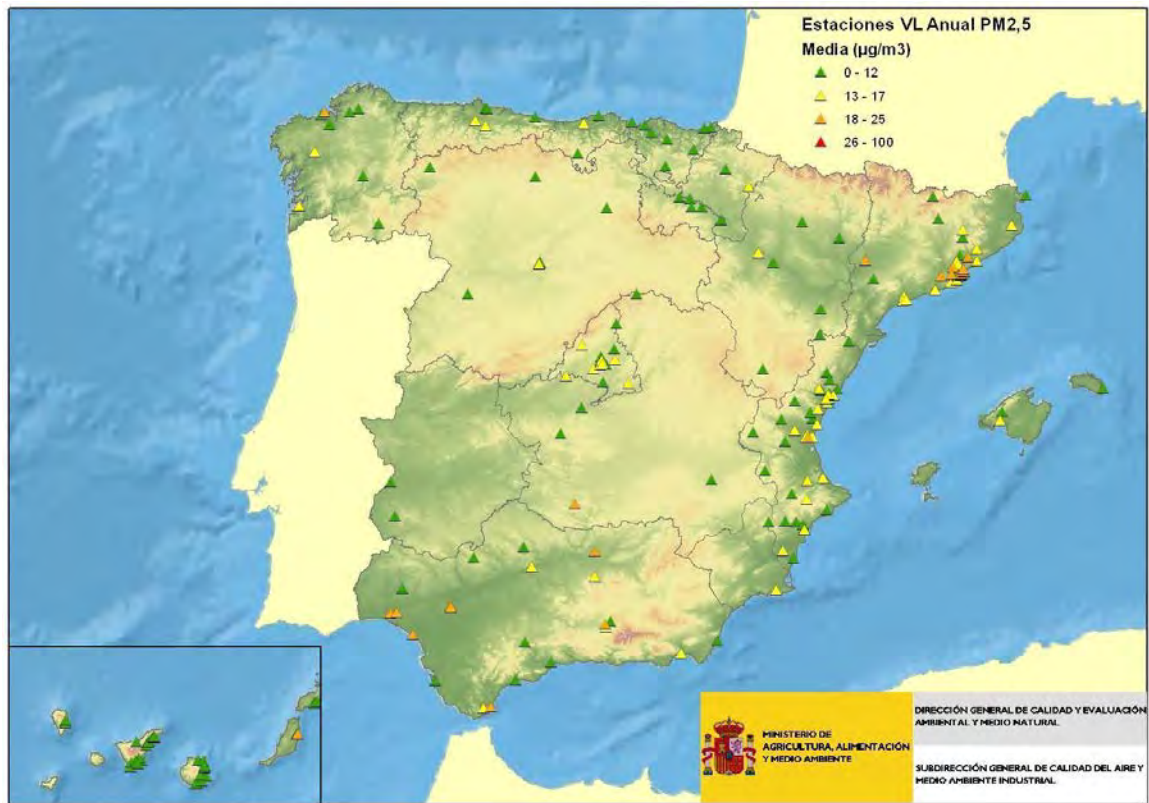 Estaciones VL Anual PM2,5
Media (µg/m3)
0 - 12
13 - 17
18 - 25
26 - 100
MINISTERIO DE
AGRICULTURA, ALIMENTACIÓN
Y MEDIO AMBIENTE
DIRECCIÓN GENERAL DE CALIDAD Y EVALUACIÓN
AMBIENTAL Y MEDIO NATURAL
SUBDIRECCIÓN GENERAL DE CALIDAD DEL AIRE Y
MEDIO AMBIENTE INDUSTRIAL